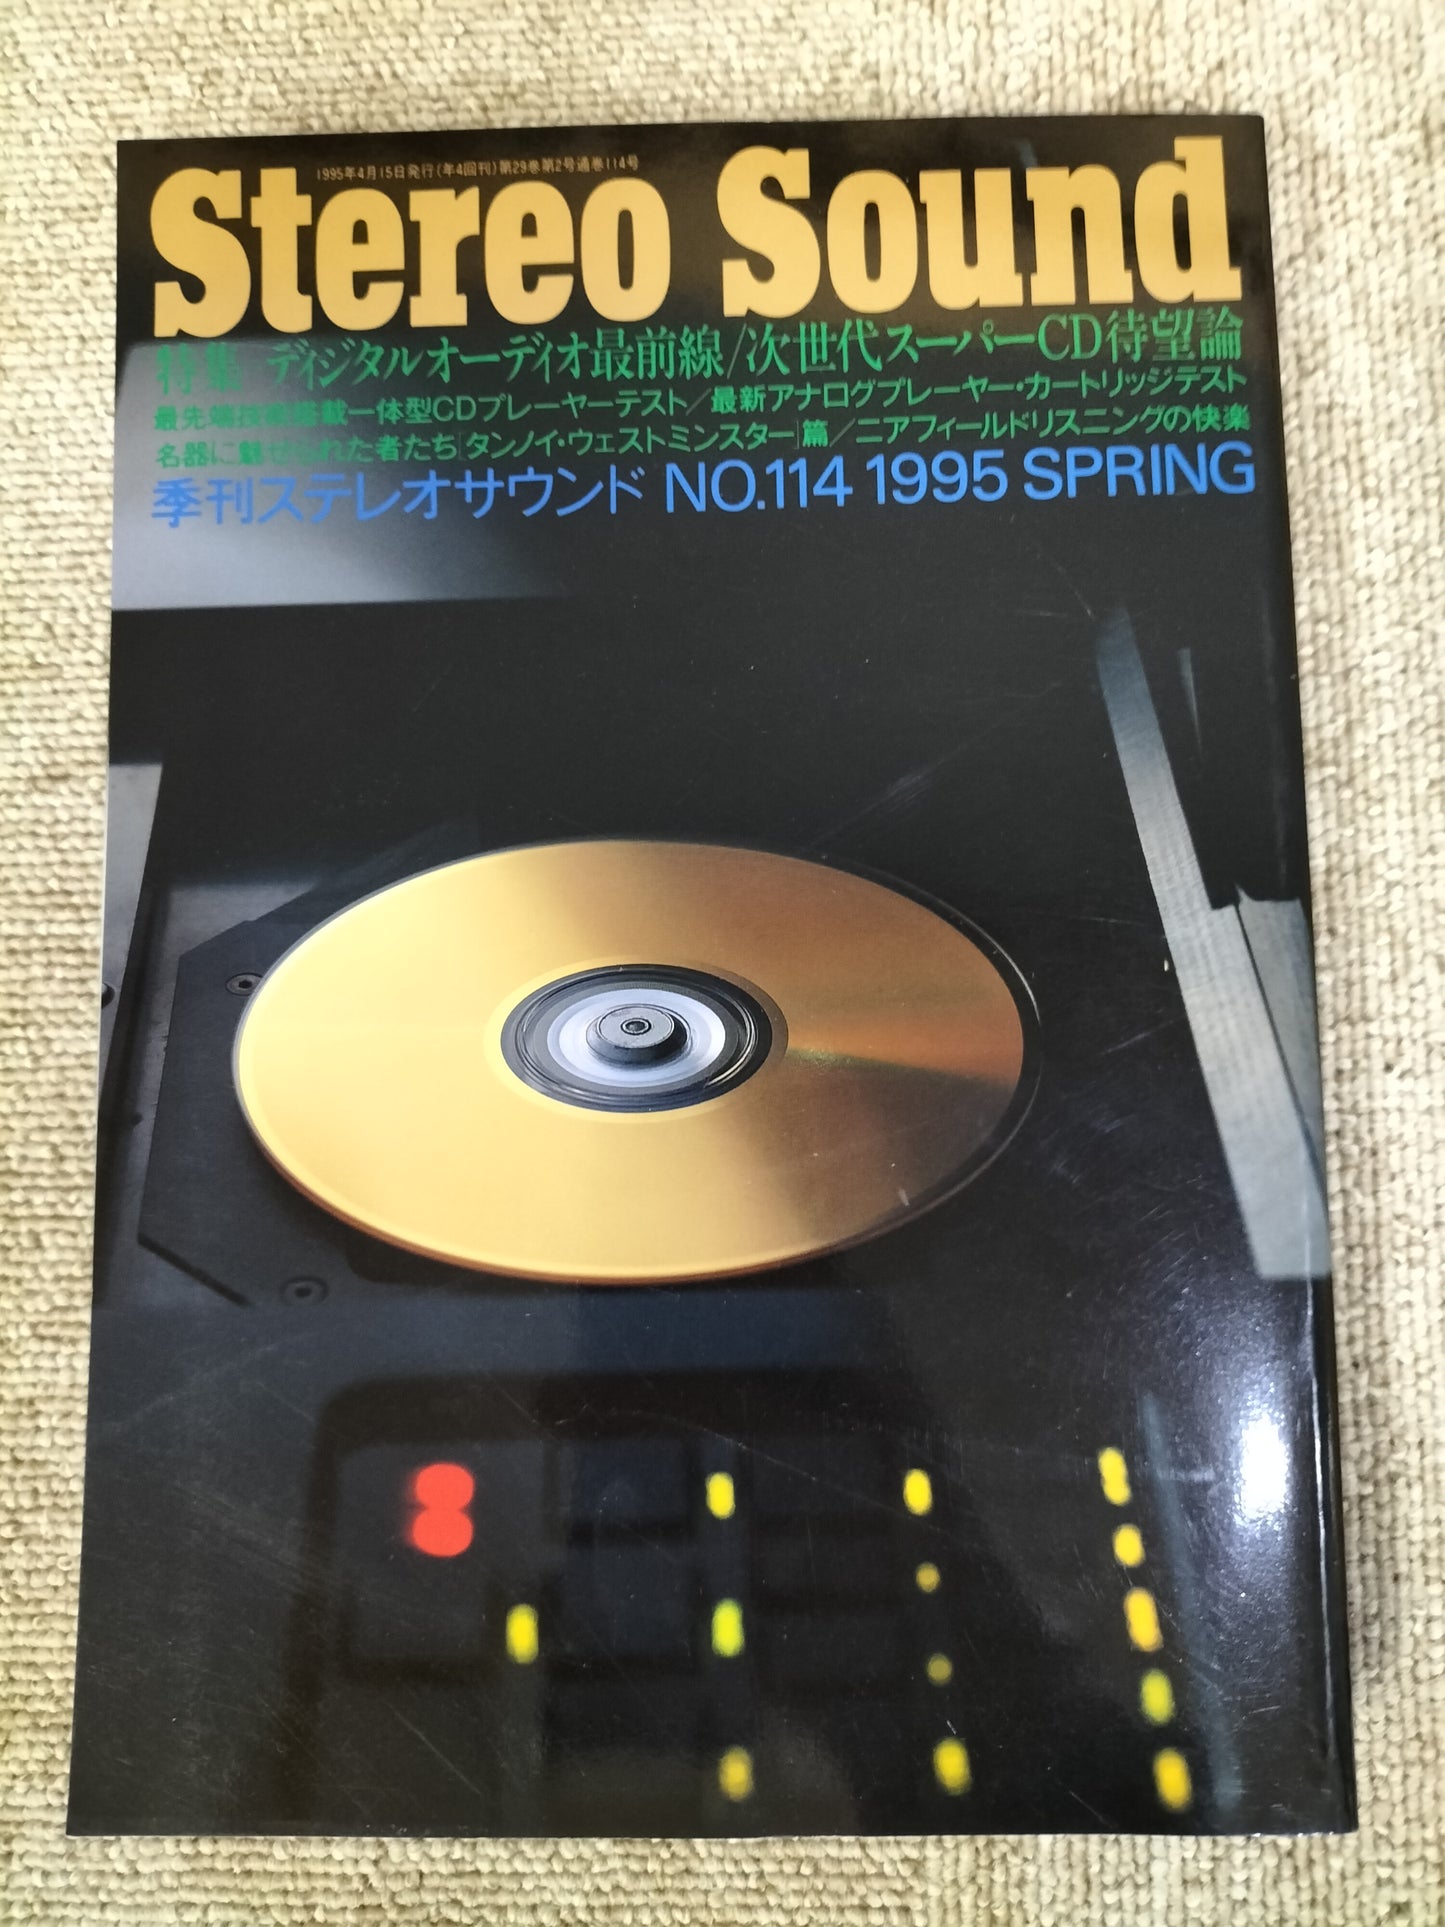 1995年4月15日発行(年4回刊)第29巻第2号通巻114号
Stereo Sound
特集 ディジタルオーディオ最前線/次世代スーパーCD待望論
最先端技術搭載一体型CDプレーヤーテスト/最新アナログプレーヤー・カートリッジテスト
名器に魅せられた者たち「タンノイ・ウェストミンスター」篇/ニアフィールドリスニングの快楽
季刊ステレオサウンド NO.114 1995 SPRING